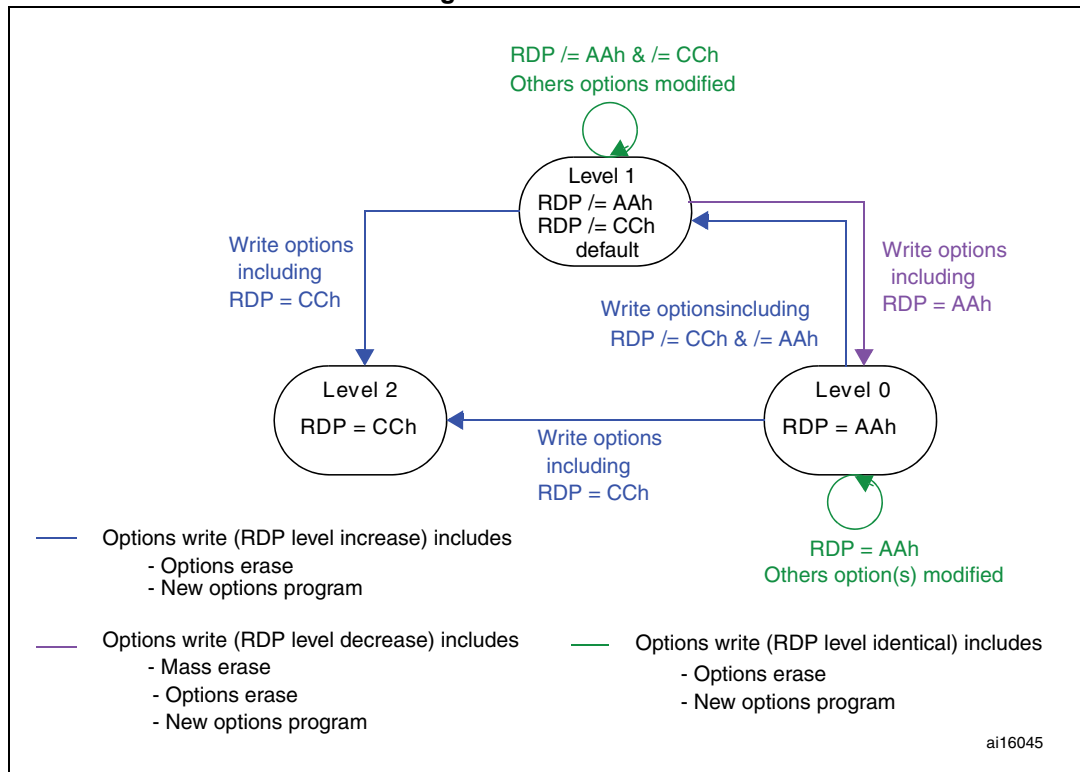 RDP /= AAh & /= CCh
Others options modified
Level 1
RDP /= AAh
RDP /= CCh
default
Write options
including
RDP = CCh
Write options
including
RDP = AAh
Write optionsincluding
RDP /= CCh & /= AAh
Level 2
RDP = CCh
Level 0
RDP = AAh
Write options
including
RDP = CCh
RDP = AAh
Others option(s) modified
Options write (RDP level increase) includes
- Options erase
- New options program
Options write (RDP level decrease) includes
- Mass erase
- Options erase
- New options program
Options write (RDP level identical) includes
- Options erase
- New options program
ai16045